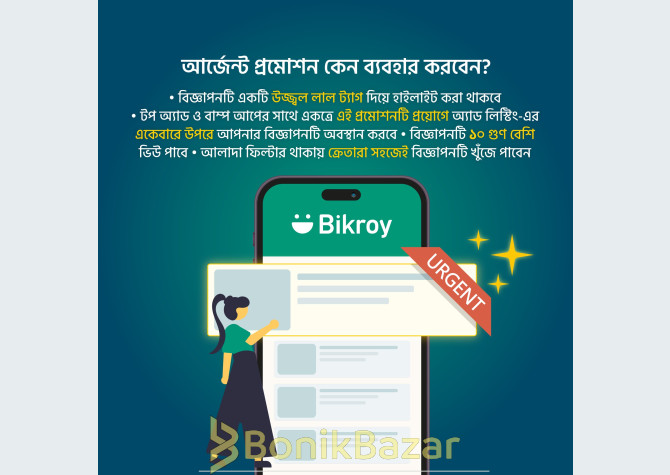 আর্জেন্ট প্রমোশন কেন ব্যবহার করবেন?
• বিজ্ঞাপনটি একটি উজ্জ্বল লাল ট্যাগ দিয়ে হাইলাইট করা থাকবে
• টপ অ্যাড ও বাম্প আপের সাথে একত্রে এই প্রমোশনটি প্রয়োগে অ্যাড লিস্টিং-এর
একেবারে উপরে আপনার বিজ্ঞাপনটি অবস্থান করবে • বিজ্ঞাপনটি ১০ গুণ বেশি
ভিউ পাবে • আলাদা ফিল্টার থাকায় ক্রেতারা সহজেই বিজ্ঞাপনটি খুঁজে পাবেন
Bikroy
URGENT
BonikBazar